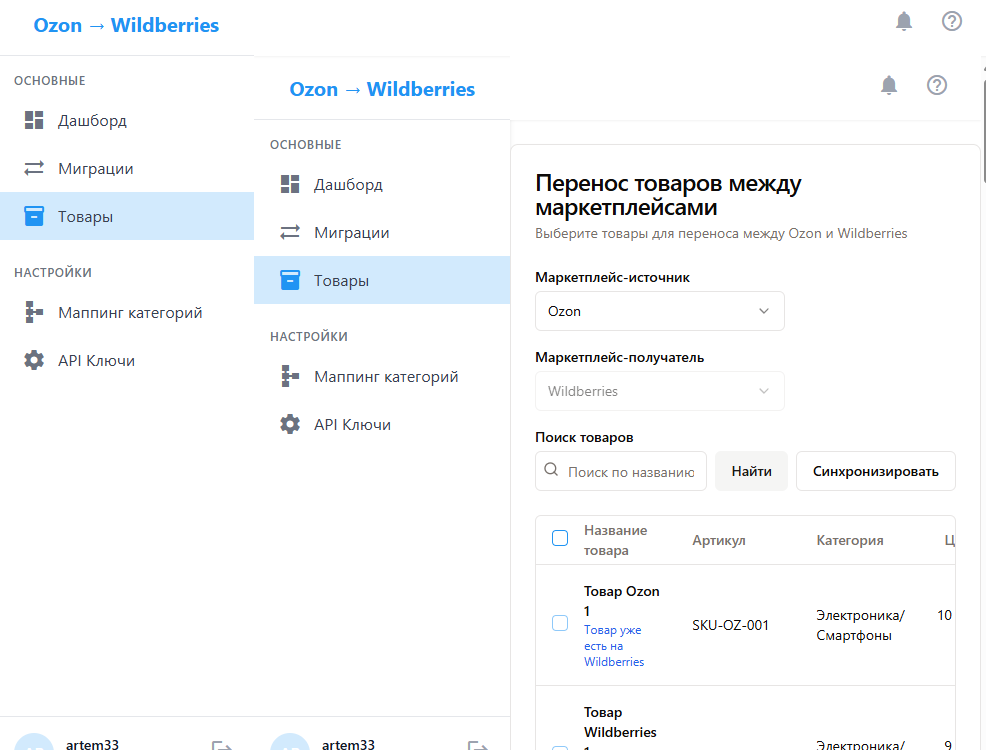 Ozon → Wildberries
ОСНОВНЫЕ
Дашборд
Миграции
Товары
НАСТРОЙКИ
Маппинг категорий
API Ключи
artem33
Ozon → Wildberries
ОСНОВНЫЕ
Дашборд
Миграции
Товары
НАСТРОЙКИ
Маппинг категорий
API Ключи
artem33
Перенос товаров между
маркетплейсами
Выберите товары для переноса между Ozon и Wildberries
Маркетплейс-источник
Ozon
Маркетплейс-получатель
Wildberries
Поиск товаров
Поиск по названию
Найти
Синхронизировать
Название
товара
Артикул
Категория
Ц
Товар Ozon
1
Товар уже
есть на
Wildberries
SKU-OZ-001
Электроника/
Смартфоны
10
Товар
Wildberries
Электроника/
9